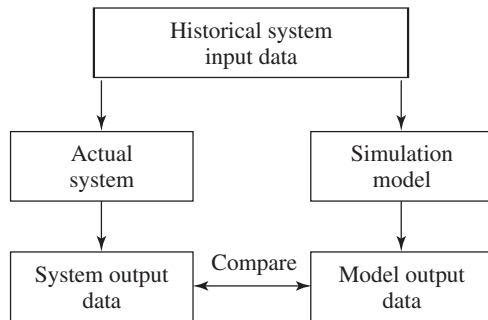 Historical system
input data
Actual
system
Simulation
model
System output
data
Compare
Model output
data